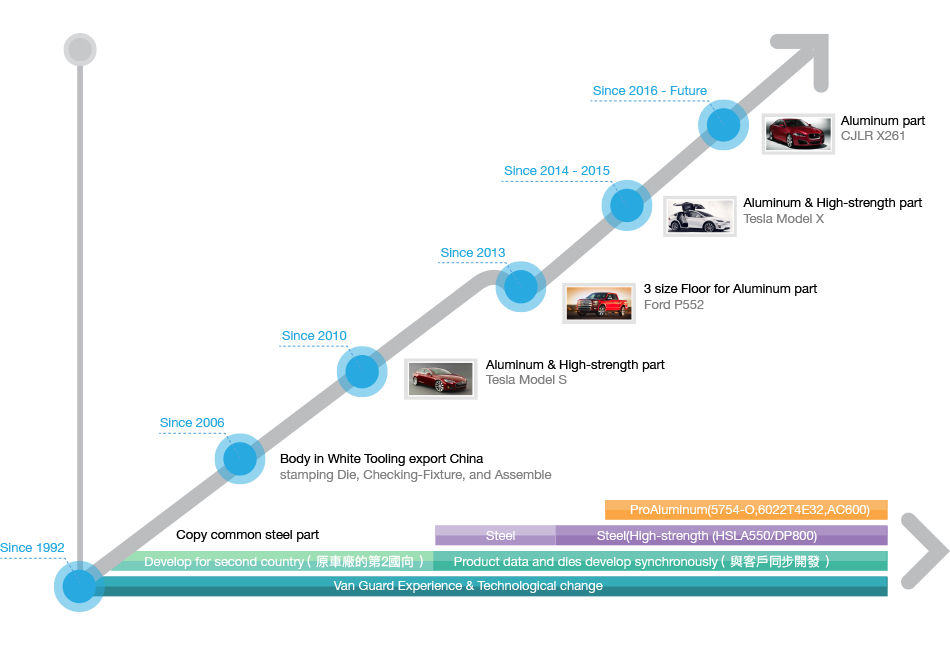 Since 2016 - Future
Aluminum part
CJLR X261
Since 2014 - 2015
Aluminum & High-strength part
Tesla Model X
Since 2013
3 size Floor for Aluminum part
Ford P552
Since 2010
Aluminum & High-strength part
Tesla Model S
Since 2006
Body in White Tooling export China
stamping Die, Checking-Fixture, and Assemble
ProAluminum(5754-O,6022T4E32,AC600)
Copy common steel part
Steel
Steel(High-strength (HSLA550/DP800)
Since 1992
Develop for second country ( 原車廠的第2國向 )
Product data and dies develop synchronously ( 與客戶同步開發 )
Van Guard Experience & Technological change